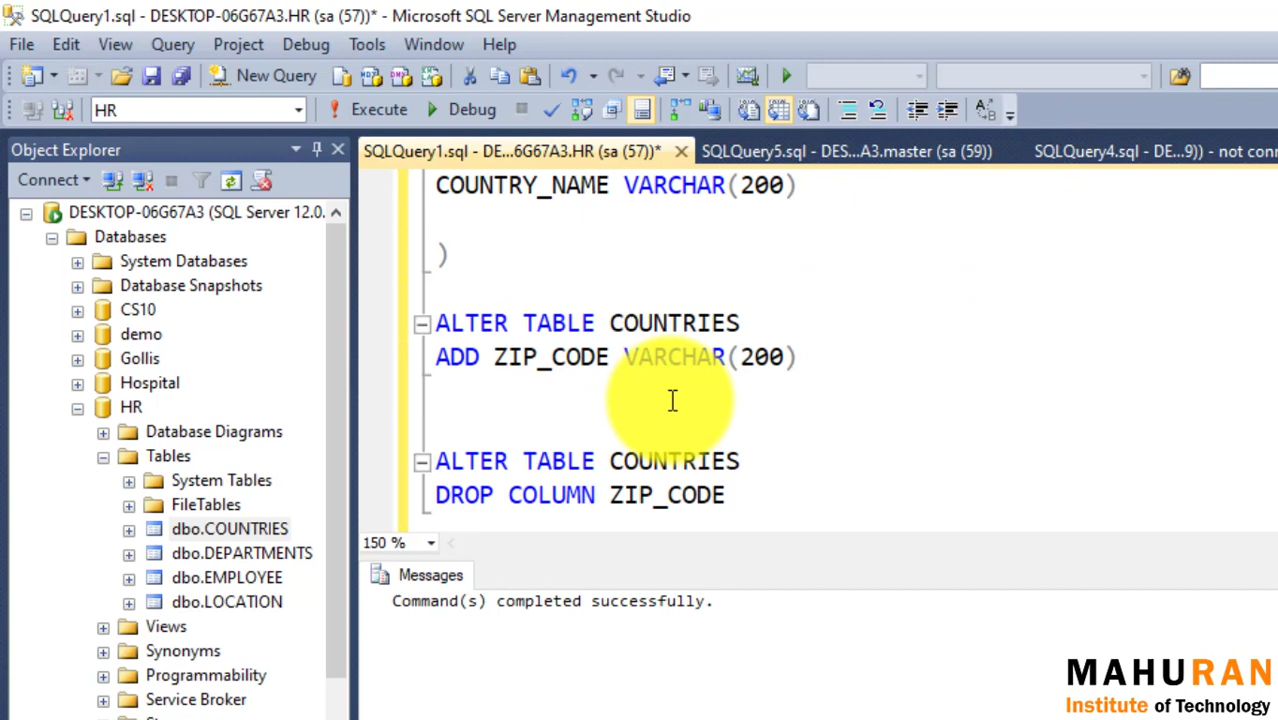 SQLQuery1.sql - DESKTOP-06G67A3.HR (sa (57))* - Microsoft SQL Server Management Studio
File Edit View Query Project Debug Tools Window Help
New Query
HR Execute Debug
Object Explorer
SQLQuery1.sql - DE...6G67A3.HR (sa (57))* SQLQuery5.sql - DES...A3.master (sa (59)) SQLQuery4.sql - DE...9)) - not conn
Connect
DESKTOP-06G67A3 (SQL Server 12.0.
Databases
System Databases
Database Snapshots
CS10
demo
Gollis
Hospital
HR
Database Diagrams
Tables
System Tables
FileTables
dbo.COUNTRIES
dbo.DEPARTMENTS
dbo.EMPLOYEE
dbo.LOCATION
Views
Synonyms
Programmability
Service Broker
COUNTRY_NAME VARCHAR(200)
)
ALTER TABLE COUNTRIES
ADD ZIP_CODE VARCHAR(200)
ALTER TABLE COUNTRIES
DROP COLUMN ZIP_CODE
150 %
Messages
Command(s) completed successfully.
MAHURAN
Institute of Technology